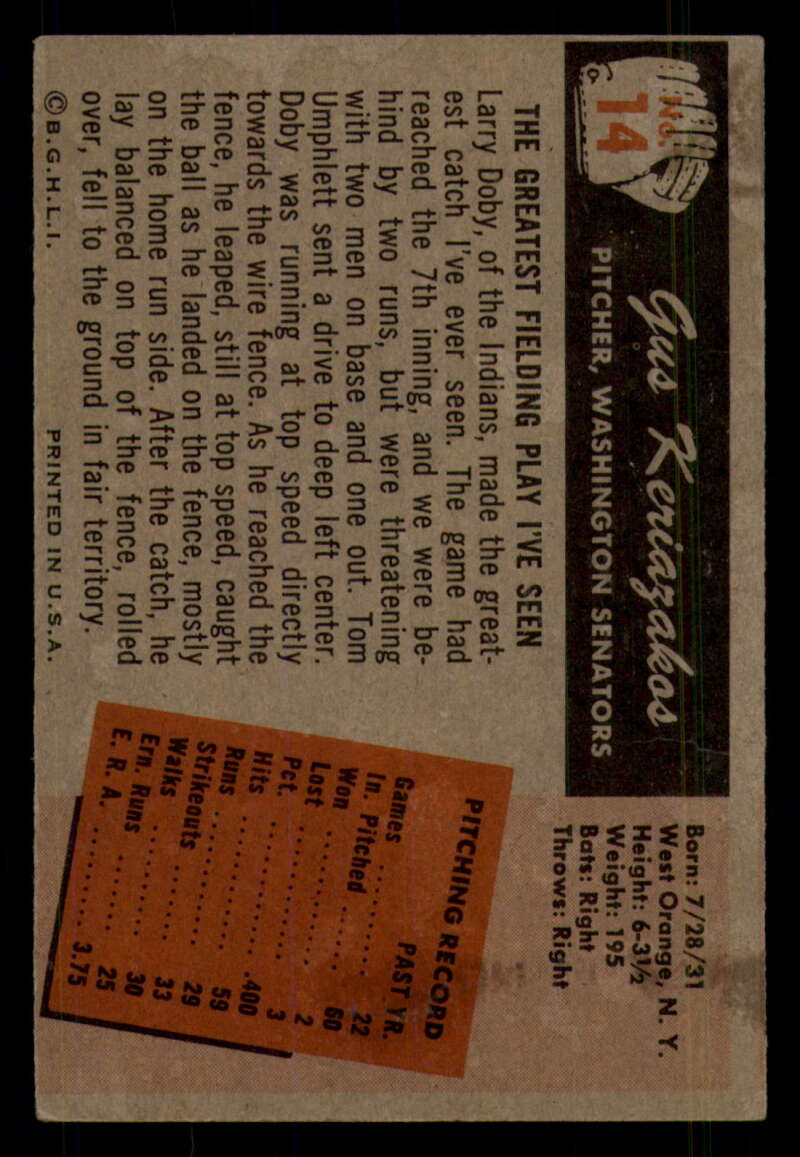 No.
14
Gus Keriazakos
PITCHER, WASHINGTON SENATORS
Born: 7/28/31
West Orange, N. Y.
Height: 6-3½
Weight: 195
Bats: Right
Throws: Right
THE GREATEST FIELDING PLAY I'VE SEEN
Larry Doby, of the Indians, made the great-
est catch I've ever seen. The game had
reached the 7th inning, and we were be-
hind by two runs, but were threatening
with two men on base and one out. Tom
Umphlett sent a drive to deep left center.
Doby was running at top speed directly
towards the wire fence. As he reached the
fence, he leaped, still at top speed, caught
the ball as he landed on the fence, mostly
on the home run side. After the catch, he
lay balanced on top of the fence, rolled
over, fell to the ground in fair territory.
© B.G.H.L.I. PRINTED IN U.S.A.
PITCHING RECORD
PAST YR.
Games ......... 22
In. Pitched ...... 60
Won ......... 2
Lost ......... 3
Pct. ......... .400
Hits ......... 59
Runs ......... 29
Strikeouts ...... 33
Walks ......... 30
Ern. Runs ...... 25
E. R. A. ......... 3.75